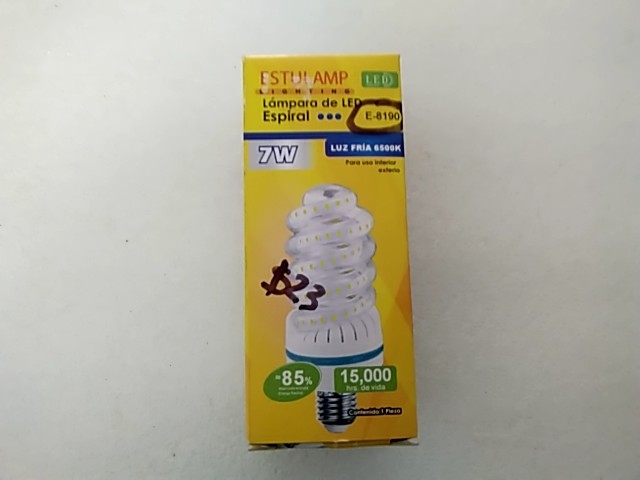 ESTULAMP
LIGHTING
LED
Lámpara de LED
Espiral
E-8190
7W
LUZ FRÍA 6500K
Para uso interior
exterio
$23
85%
15,000
hrs. de vida
Contenido 1 Pieza